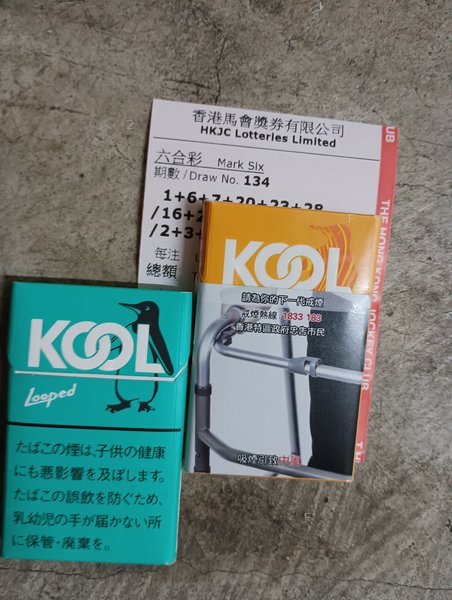 香港馬會獎券有限公司
HKJC Lotteries Limited
六合彩 Mark Six
期數 / Draw No. 134
1+6+7+20+23+28
/16+2
/2+3+
每注
總額
UB
THE HONG KONG JOCKEY CLUB
KOOL
請為你的下一代戒煙
戒煙熱線: 1833 183
香港特區政府忠告市民
吸煙引致中風
KOOL
Looped
たばこの煙は、子供の健康
にも悪影響を及ぼします。
たばこの誤飲を防ぐため、
乳幼児の手が届かない所
に保管・廃棄を。